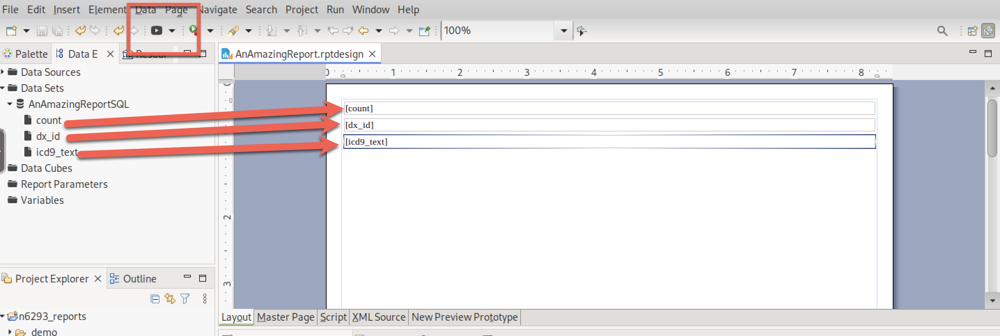 File Edit Insert Element Data Page Navigate Search Project Run Window Help
100%
Palette Data E Resour
AnAmazingReport.rptdesign
Data Sources
Data Sets
AnAmazingReportSQL
count
dx_id
icd9_text
Data Cubes
Report Parameters
Variables
0 1 2 3 4 5 6 7 8
0
2
3
[count]
[dx_id]
[icd9_text]
Project Explorer Outline
n6293_reports
demo
Layout Master Page Script XML Source New Preview Prototype